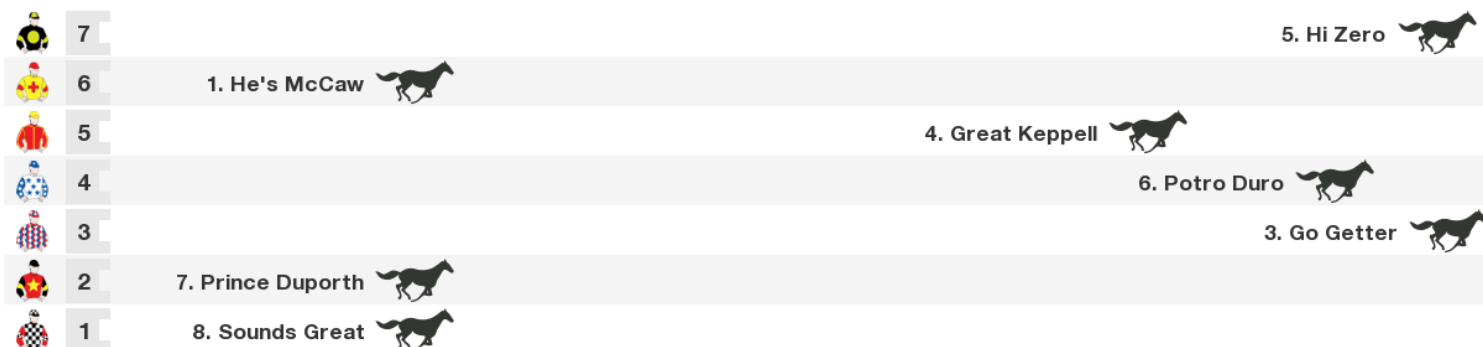 7 5. Hi Zero
6 1. He's McCaw
5 4. Great Keppell
4 6. Potro Duro
3 3. Go Getter
2 7. Prince Duporth
1 8. Sounds Great